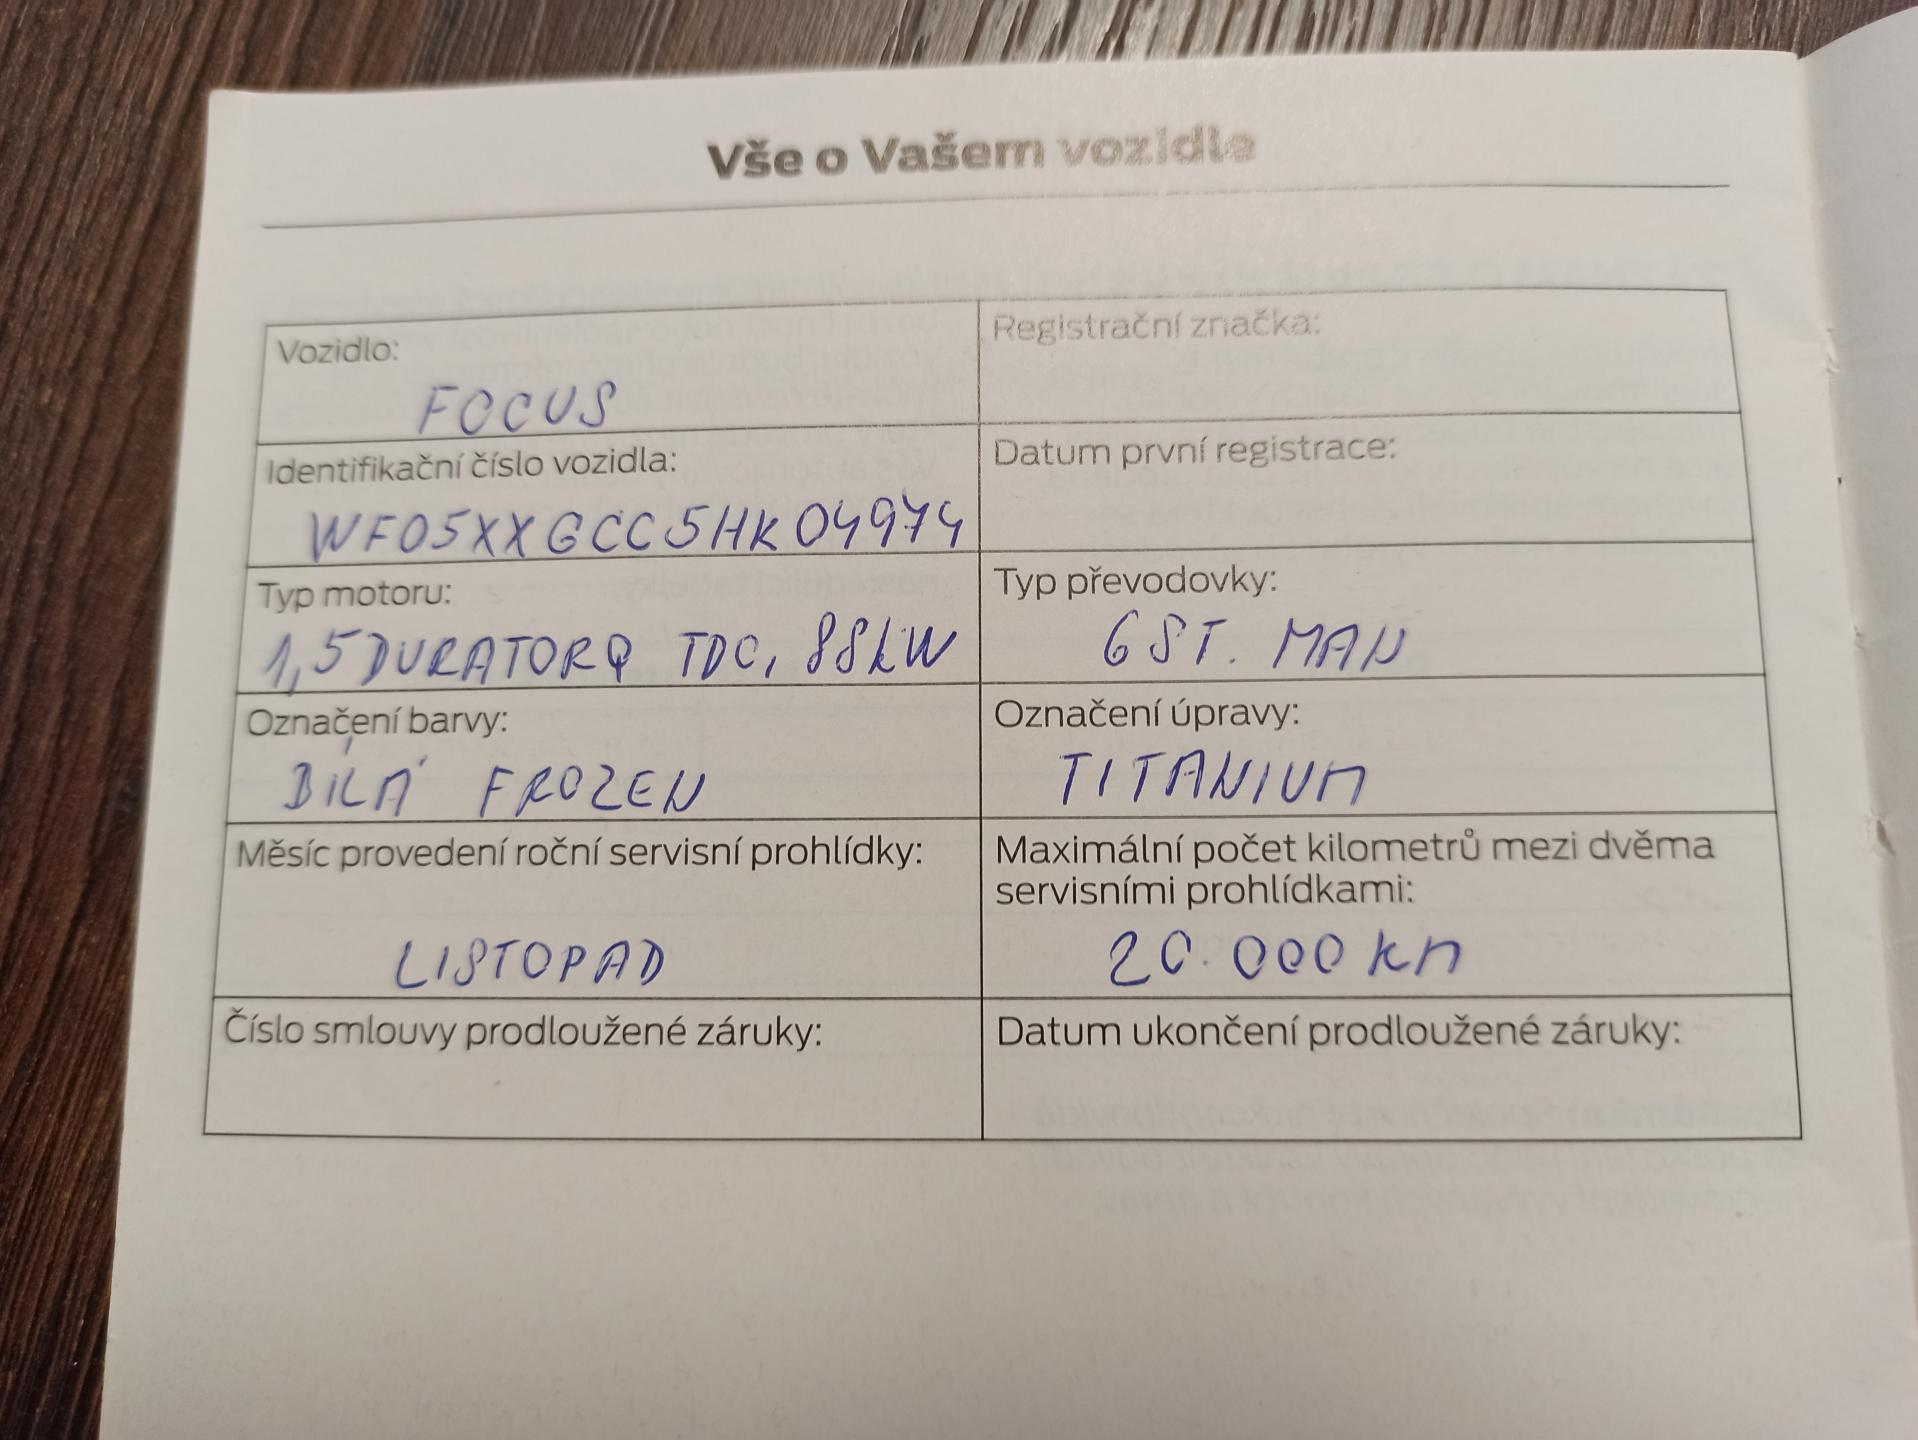 Vše o Vašem vozidle
Vozidlo:
FOCUS
Registrační značka:
Identifikační číslo vozidla:
WF05XXGCC5HK04974
Datum první registrace:
Typ motoru:
1,5 DURATORQ TDC, 88kW
Typ převodovky:
6 ST. MAN
Označení barvy:
BÍLÁ FROZEN
Označení úpravy:
TITANIUM
Měsíc provedení roční servisní prohlídky:
LISTOPAD
Maximální počet kilometrů mezi dvěma
servisními prohlídkami:
20.000 km
Číslo smlouvy prodloužené záruky:
Datum ukončení prodloužené záruky: